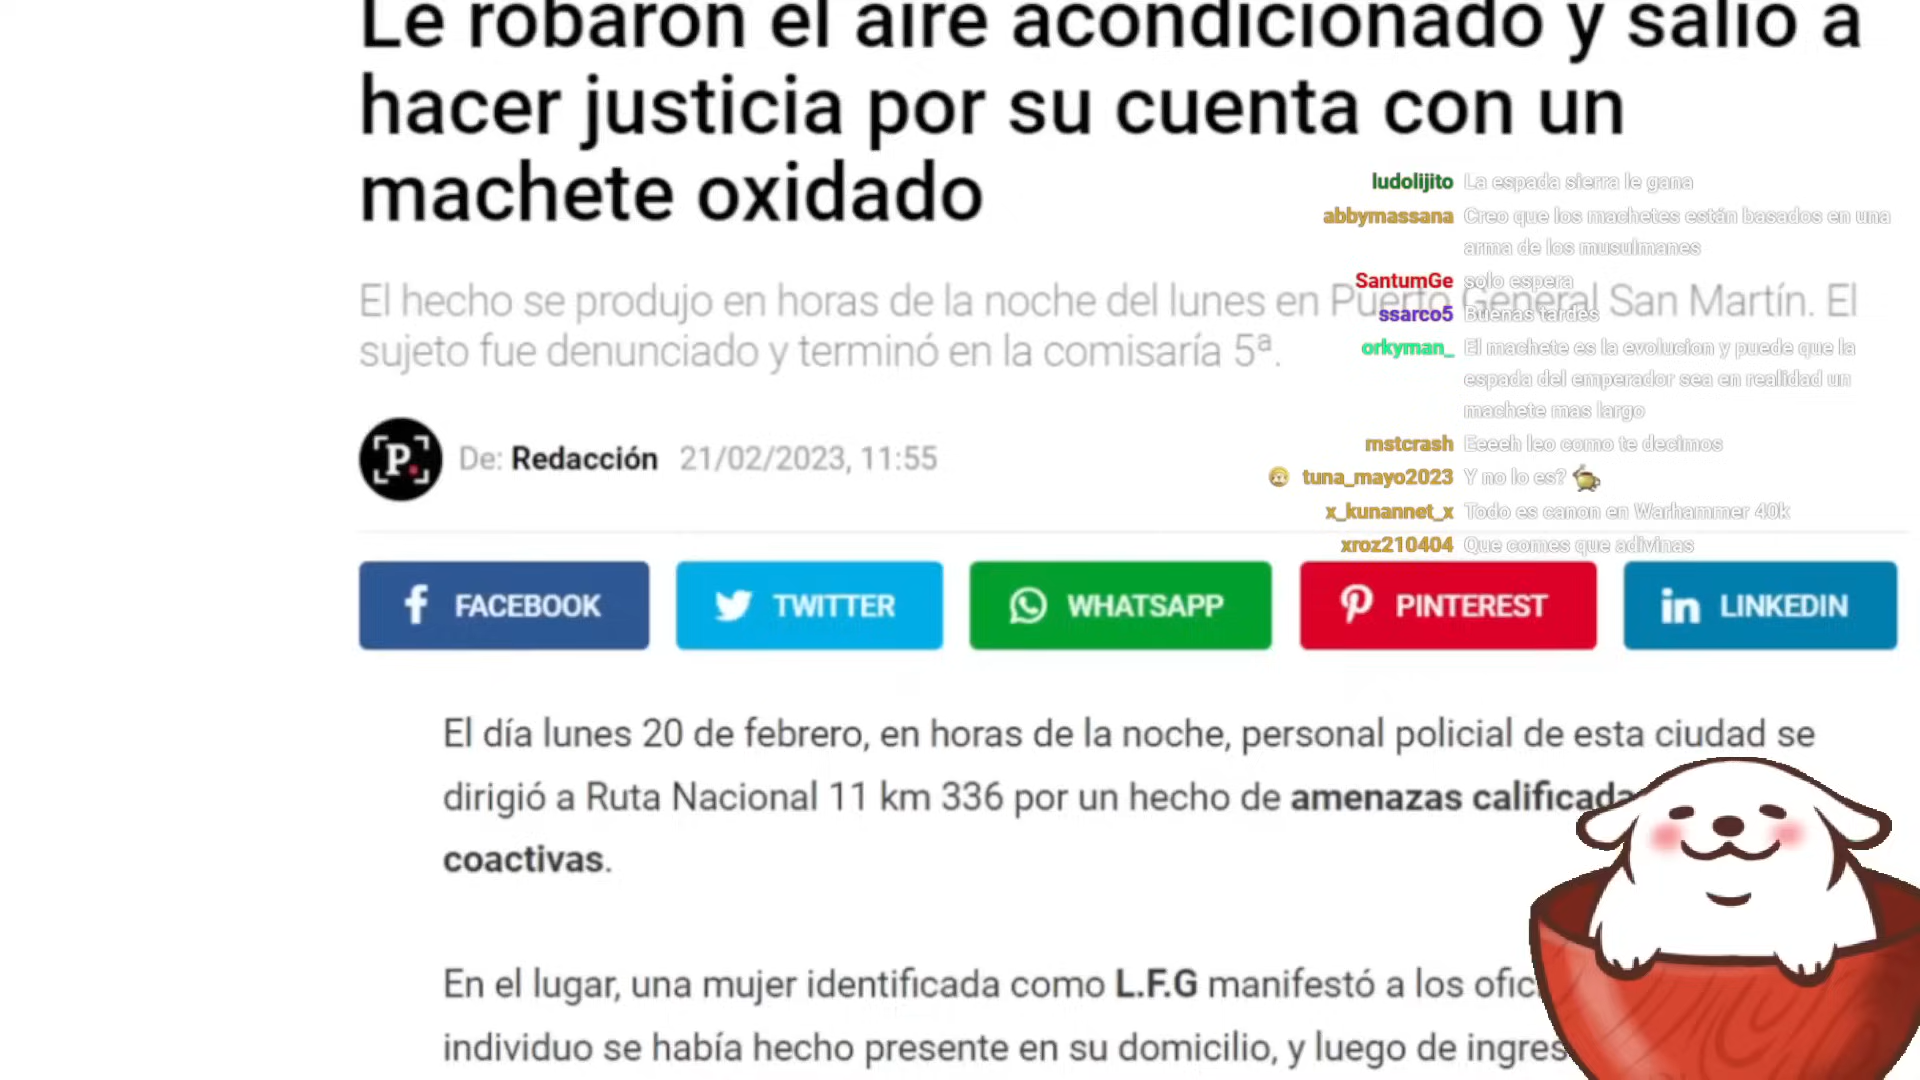 Le robaron el aire acondicionado y salió a
hacer justicia por su cuenta con un
machete oxidado
El hecho se produjo en horas de la noche del lunes en Puerto General San Martín. El
sujeto fue denunciado y terminó en la comisaría 5ª.
P.
De: Redacción 21/02/2023, 11:55
ludolijito La espada sierra le gana
abbymassana Creo que los machetes están basados en una
arma de los musulmanes
SantumGe solo espera
ssarco5 Buenas tardes
orkyman_ El machete es la evolucion y puede que la
espada del emperador sea en realidad un
machete mas largo
mstcrash Eeeeh leo como te decimos
tuna_mayo2023 Y no lo es?
x_kunannet_x Todo es canon en Warhammer 40k
xroz210404 Que comes que adivinas
FACEBOOK
TWITTER
WHATSAPP
PINTEREST
LINKEDIN
El día lunes 20 de febrero, en horas de la noche, personal policial de esta ciudad se
dirigió a Ruta Nacional 11 km 336 por un hecho de amenazas calificada
coactivas.
En el lugar, una mujer identificada como L.F.G manifestó a los ofic
individuo se había hecho presente en su domicilio, y luego de ingres